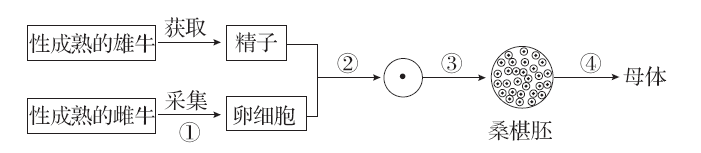 性成熟的雄牛 获取 精子
② ③ ④ 母体
性成熟的雌牛 采集 ① 卵细胞
桑椹胚